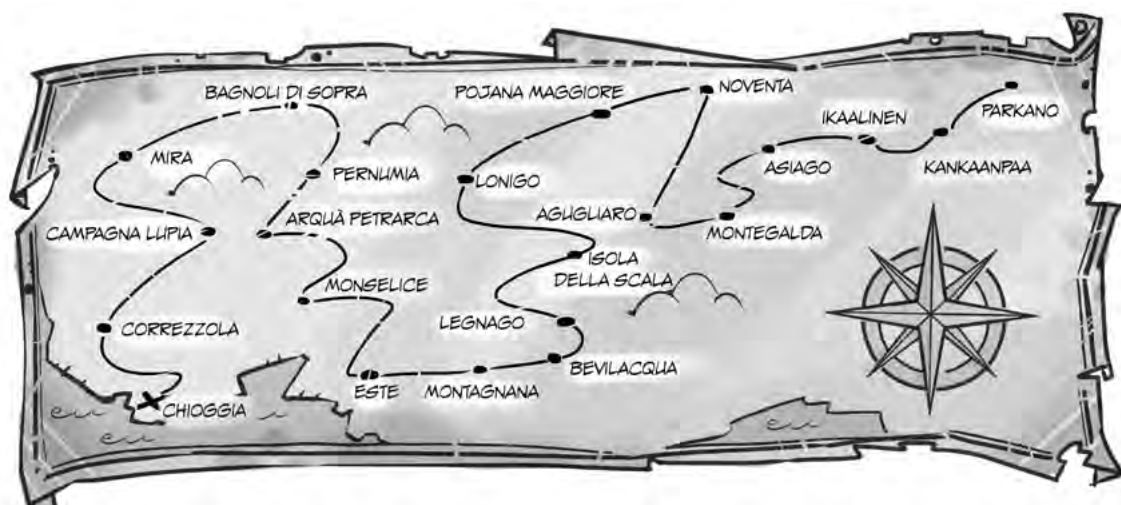 BAGNOLI DI SOPRA
POJANA MAGGIORE
NOVENTA
IKAALINEN
PARKANO
MIRA
PERNUMIA
LONIGO
ASIAGO
KANKAANPAA
CAMPAGNA LUPIA
ARQUÀ PETRARCA
AGUGLIARO
MONTEGALDA
MONSELICE
ISOLA
DELLA SCALA
CORREZZOLA
LEGNAGO
BEVILACQUA
ESTE
MONTAGNANA
CHIOGGIA